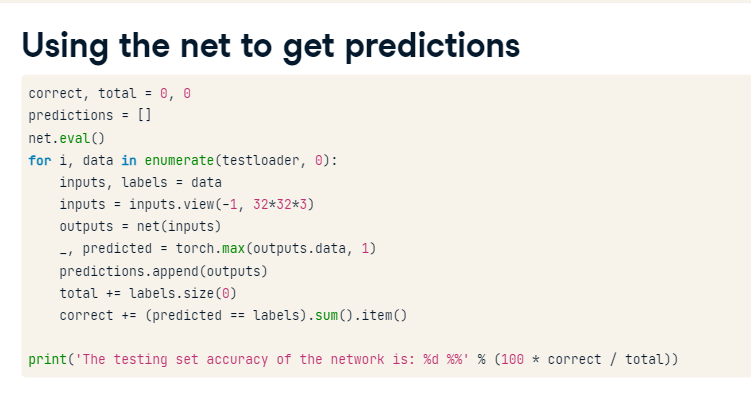 Using the net to get predictions
correct, total = 0, 0
predictions = []
net.eval()
for i, data in enumerate(testloader, 0):
    inputs, labels = data
    inputs = inputs.view(-1, 32*32*3)
    outputs = net(inputs)
    _, predicted = torch.max(outputs.data, 1)
    predictions.append(outputs)
    total += labels.size(0)
    correct += (predicted == labels).sum().item()
print('The testing set accuracy of the network is: %d %%' % (100 * correct / total))